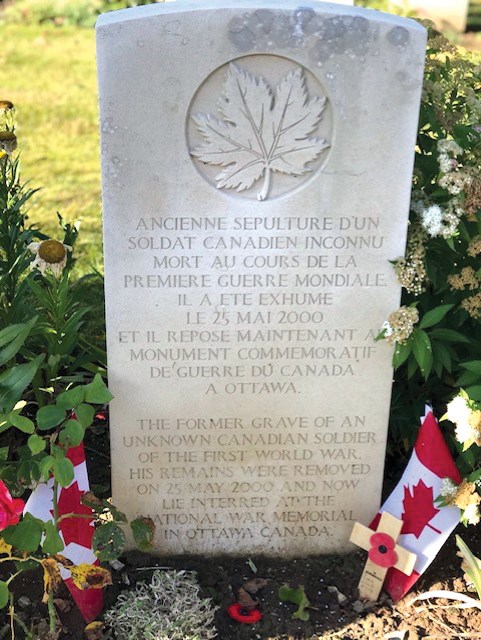 ANCIENNE SEPULTURE D'UN
SOLDAT CANADIEN INCONNU
MORT AU COURS DE LA
PREMIERE GUERRE MONDIALE.
IL A ETE EXHUME
LE 25 MAI 2000
ET IL REPOSE MAINTENANT AU
MONUMENT COMMEMORATIF
DE GUERRE DU CANADA
A OTTAWA.
THE FORMER GRAVE OF AN
UNKNOWN CANADIAN SOLDIER
OF THE FIRST WORLD WAR.
HIS REMAINS WERE REMOVED
ON 25 MAY 2000 AND NOW
LIE INTERRED AT THE
NATIONAL WAR MEMORIAL
IN OTTAWA CANADA.